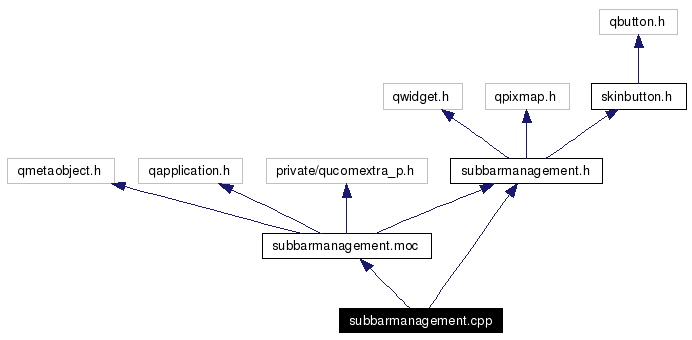 qbutton.h
qwidget.h
qpixmap.h
skinbutton.h
qmetaobject.h
qapplication.h
private/qucomextra_p.h
subbarmanagement.h
subbarmanagement.moc
subbarmanagement.cpp